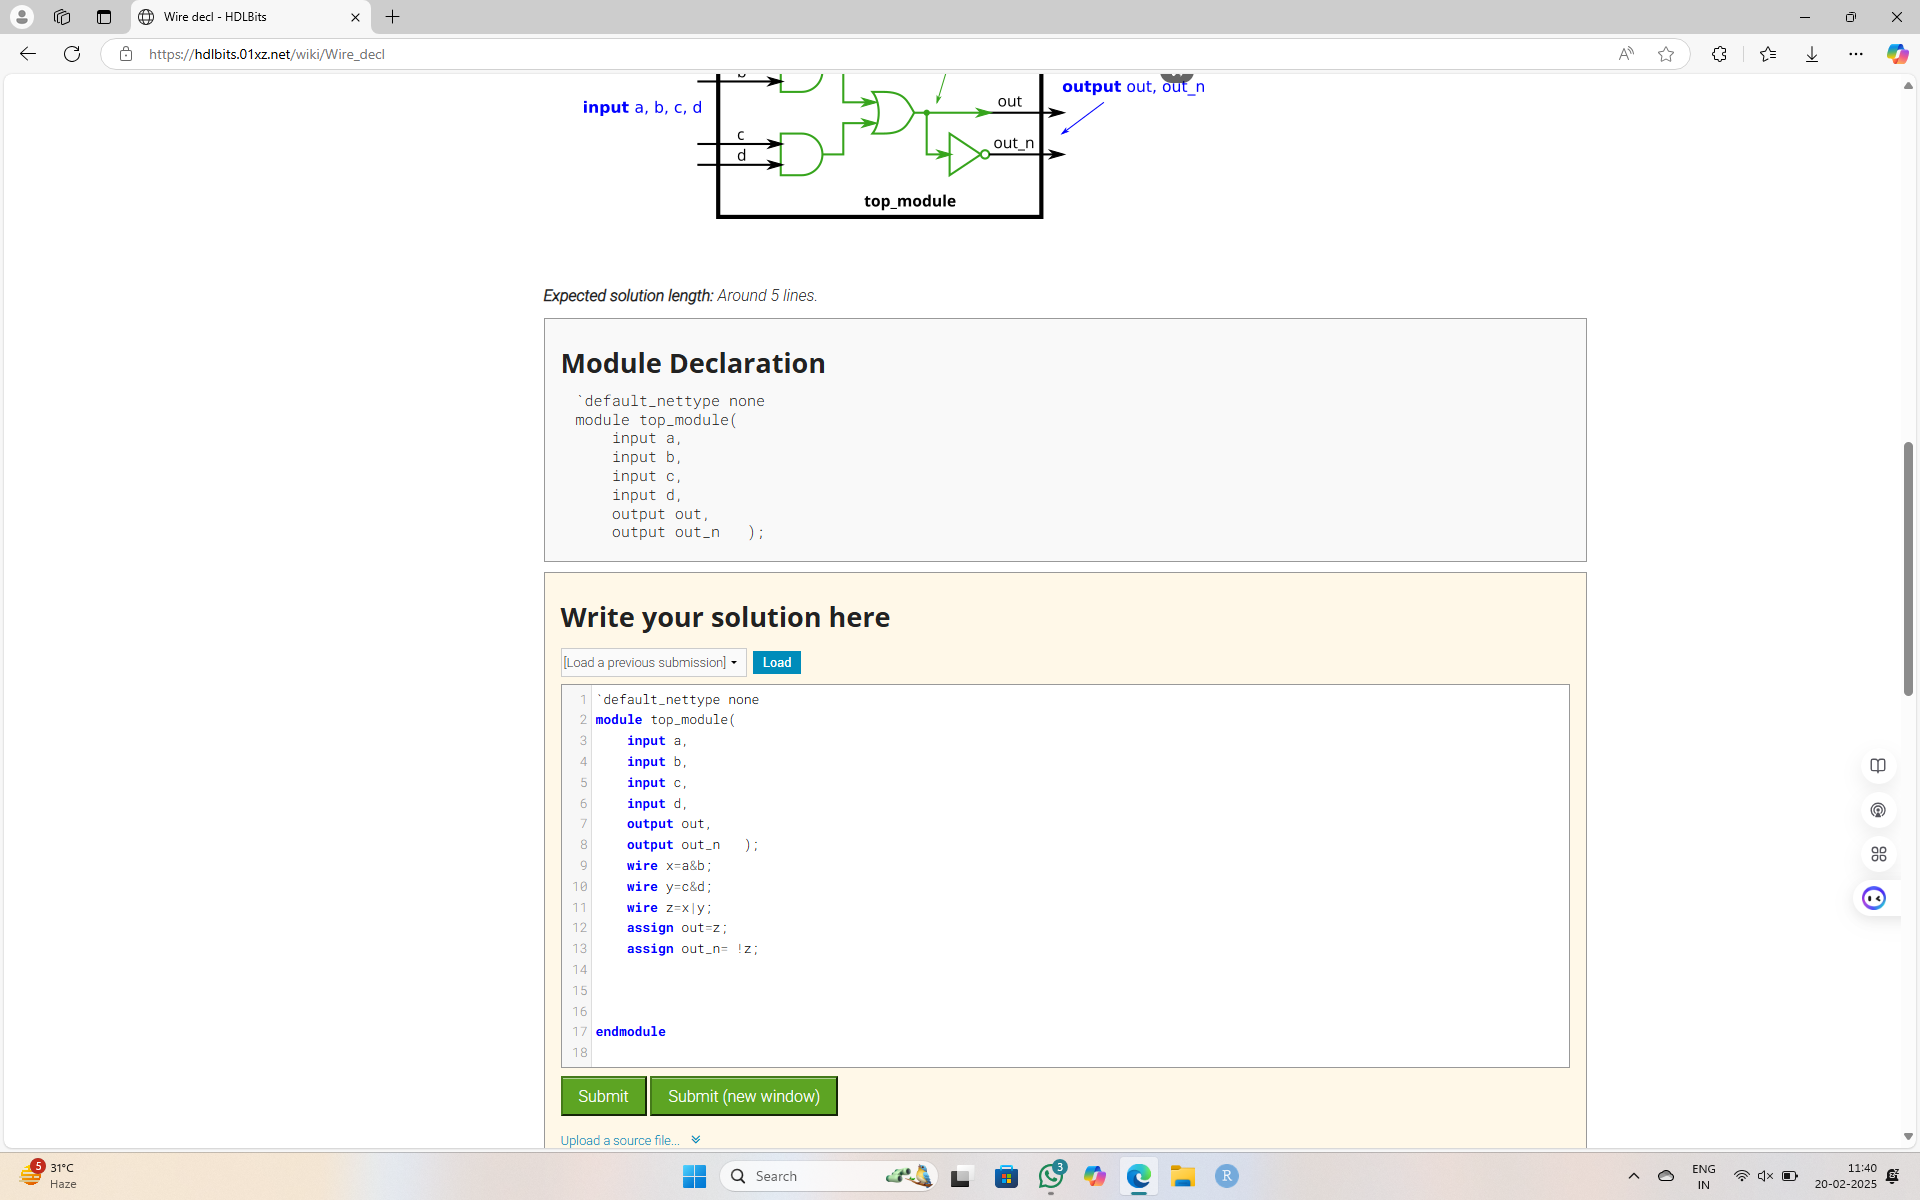 Wire decl - HDLBits
https://hdlbits.01xz.net/wiki/Wire_decl
output out, out_n
input a, b, c, d
out
c
d
out_n
top_module
Expected solution length: Around 5 lines.
Module Declaration
`default_nettype none
module top_module(
    input a,
    input b,
    input c,
    input d,
    output out,
    output out_n   );
Write your solution here
[Load a previous submission]
Load
1 `default_nettype none
2 module top_module(
3     input a,
4     input b,
5     input c,
6     input d,
7     output out,
8     output out_n   );
9     wire x=a&b;
10     wire y=c&d;
11     wire z=x|y;
12     assign out=z;
13     assign out_n= !z;
14
15
16
17 endmodule
18
Submit
Submit (new window)
Upload a source file...
5
31°C
Haze
Search
3
R
ENG
IN
11:40
20-02-2025